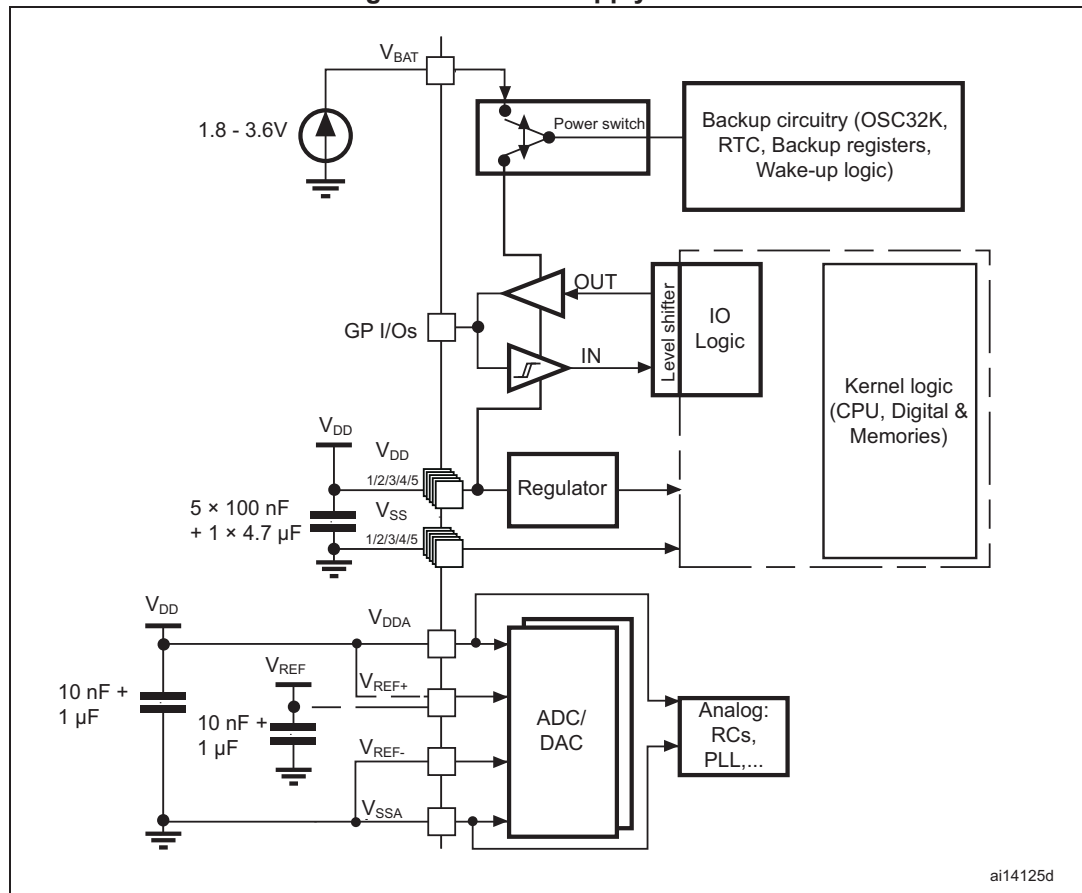 V_BAT
1.8 - 3.6V
Power switch
Backup circuitry (OSC32K,
RTC, Backup registers,
Wake-up logic)
OUT
GP I/Os
IN
Level shifter
IO
Logic
Kernel logic
(CPU, Digital &
Memories)
V_DD
V_DD
1/2/3/4/5
Regulator
5 × 100 nF
+ 1 × 4.7 µF
V_SS
1/2/3/4/5
V_DD
V_DDA
V_REF
V_REF+
10 nF +
1 µF
10 nF +
1 µF
ADC/
DAC
Analog:
RCs,
PLL,...
V_REF-
V_SSA
ai14125d